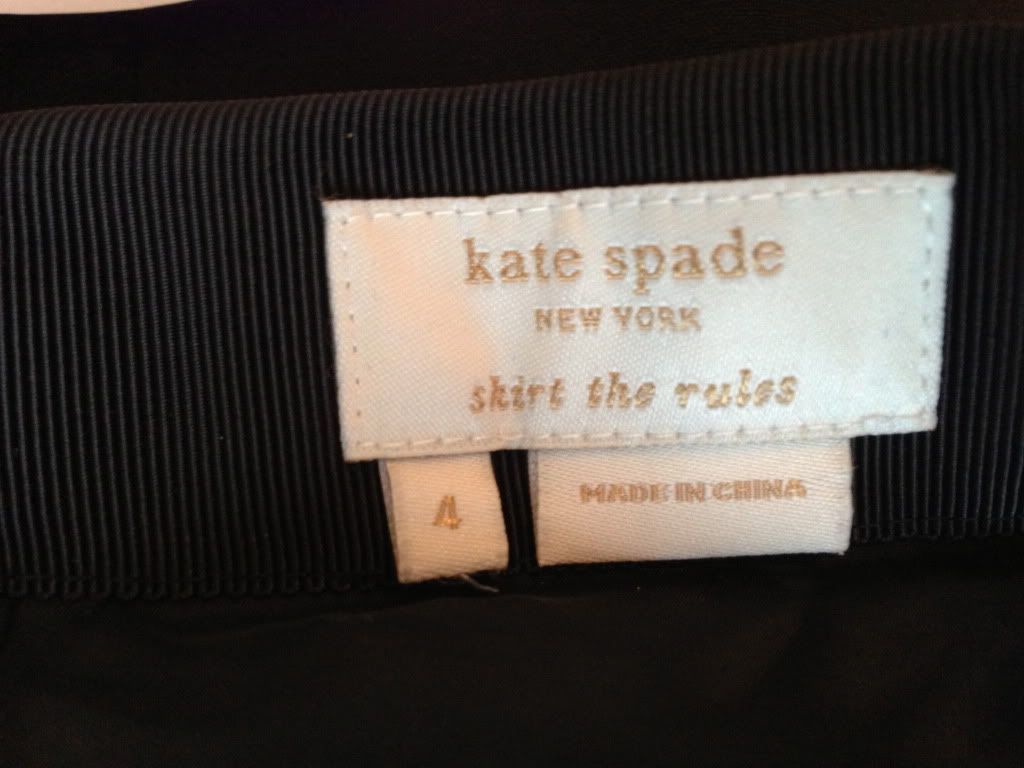 kate spade
NEW YORK
skirt the rules
4
MADE IN CHINA